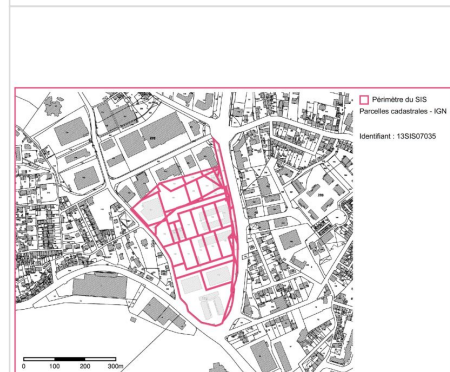 Périmètre du SIS
Parcelles cadastrales - IGN
Identifiant : 13SIS07035
0 100 200 300m